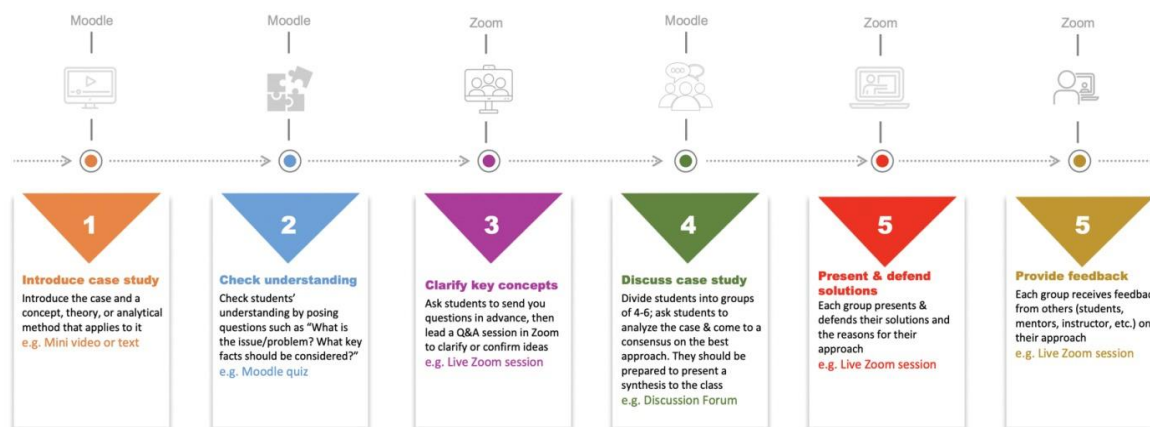 Moodle
Moodle
Zoom
Moodle
Zoom
Zoom
1
Introduce case study
Introduce the case and a
concept, theory, or analytical
method that applies to it
e.g. Mini video or text
2
Check understanding
Check students'
understanding by posing
questions such as “What is
the issue/problem? What key
facts should be considered?”
e.g. Moodle quiz
3
Clarify key concepts
Ask students to send you
questions in advance, then
lead a Q&A session in Zoom
to clarify or confirm ideas
e.g. Live Zoom session
4
Discuss case study
Divide students into groups
of 4-6; ask students to
analyze the case & come to a
consensus on the best
approach. They should be
prepared to present a
synthesis to the class
e.g. Discussion Forum
5
Present & defend
solutions
Each group presents &
defends their solutions and
the reasons for their
approach
e.g. Live Zoom session
5
Provide feedback
Each group receives feedback
from others (students,
mentors, instructor, etc.) on
their approach
e.g. Live Zoom session